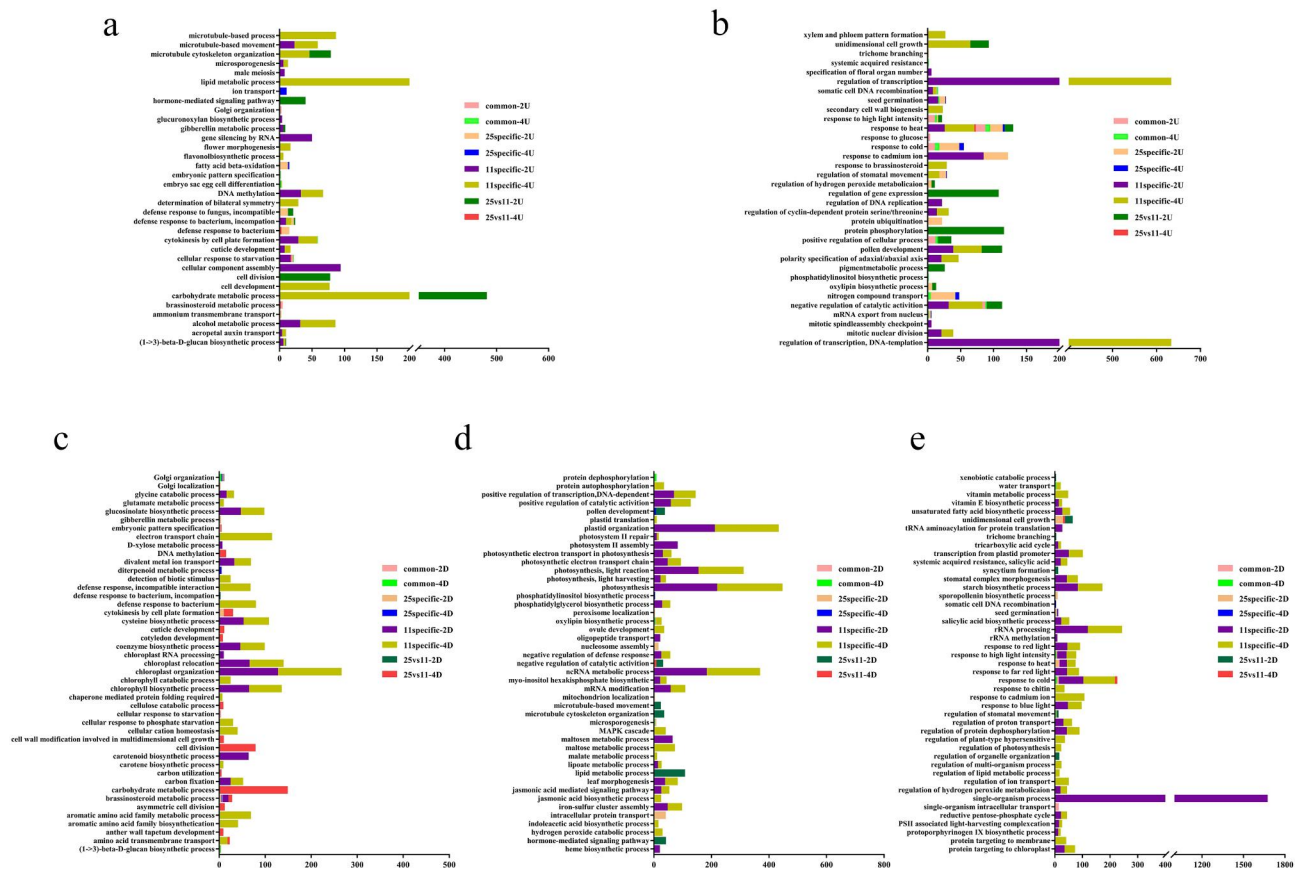 a
microtubule-based process
microtubule-based movement
microtubule cytoskeleton organization
microsporogenesis
male meiosis
lipid metabolic process
ion transport
hormone-mediated signaling pathway
Golgi organization
glucuronoxylan biosynthetic process
gibberellin metabolic process
gene silencing by RNA
flower morphogenesis
flavonolbiosynthetic process
fatty acid beta-oxidation
embryonic pattern specification
embryo sac egg cell differentiation
DNA methylation
determination of bilateral symmetry
defense response to fungus, incompatible
defense response to bacterium, incompation
defense response to bacterium
cytokinesis by cell plate formation
cuticle development
cellular response to starvation
cellular component assembly
cell division
cell development
carbohydrate metabolic process
brassinosteroid metabolic process
ammonium transmembrane transport
alcohol metabolic process
acropetal auxin transport
(1->3)-beta-D-glucan biosynthetic process
0 50 100 150 200 400 500 600
common-2U
common-4U
25specific-2U
25specific-4U
11specific-2U
11specific-4U
25vs11-2U
25vs11-4U
b
xylem and phloem pattern formation
unidimensional cell growth
trichome branching
systemic acquired resistance
specification of floral organ number
regulation of transcription
somatic cell DNA recombination
seed germination
secondary cell wall biogenesis
response to high light intensity
response to heat
response to glucose
response to cold
response to cadmium ion
response to brassinosteroid
regulation of stomatal movement
regulation of hydrogen peroxide metabolicaion
regulation of gene expression
regulation of DNA replication
regulation of cyclin-dependent protein serine/threonine
protein ubiquitination
protein phosphorylation
positive regulation of cellular process
pollen development
polarity specification of adaxial/abaxial axis
pigmentmetabolic process
phosphatidylinositol biosynthetic process
oxylipin biosynthetic process
nitrogen compound transport
negative regulation of catalytic activity
mRNA export from nucleus
mitotic spindleassembly checkpoint
mitotic nuclear division
regulation of transcription, DNA-templation
0 50 100 150 200 500 600 700
common-2U
common-4U
25specific-2U
25specific-4U
11specific-2U
11specific-4U
25vs11-2U
25vs11-4U
c
Golgi organization
Golgi localization
glycine catabolic process
glutamate metabolic process
glucosinolate biosynthetic process
gibberellin metabolic process
embryonic pattern specification
electron transport chain
D-xylose metabolic process
DNA methylation
divalent metal ion transport
diterpenoid metabolic process
detection of biotic stimulus
defense response, incompatible interaction
defense response to bacterium, incompation
defense response to bacterium
cytokinesis by cell plate formation
cysteine biosynthetic process
cuticle development
cotyledon development
coenzyme biosynthetic process
chloroplast RNA processing
chloroplast relocation
chloroplast organization
chlorophyll catabolic process
chlorophyll biosynthetic process
chaperone mediated protein folding required
cellulose catabolic process
cellular response to starvation
cellular response to phosphate starvation
cellular cation homeostasis
cell wall modification involved in multidimensional cell growth
cell division
carotenoid biosynthetic process
carotene biosynthetic process
carbon utilization
carbon fixation
carbohydrate metabolic process
brassinosteroid metabolic process
asymmetric cell division
aromatic amino acid family metabolic process
aromatic amino acid family biosynthetication
anther wall tapetum development
amino acid transmembrane transport
(1->3)-beta-D-glucan biosynthetic process
0 100 200 300 400 500
common-2D
common-4D
25specific-2D
25specific-4D
11specific-2D
11specific-4D
25vs11-2D
25vs11-4D
d
protein dephosphorylation
protein autophosphorylation
positive regulation of transcription,DNA-dependent
positive regulation of catalytic activition
pollen development
plastid translation
plastid organization
photosystem II repair
photosystem II assembly
photosynthetic electron transport in photosynthesis
photosynthetic electron transport chain
photosynthesis, light reaction
photosynthesis, light harvesting
photosynthesis
phosphatidylinositol biosynthetic process
phosphatidylglycerol biosynthetic process
peroxisome localization
oxylipin biosynthetic process
ovule development
oligopeptide transport
nucleosome assembly
negative regulation of defense response
negative regulation of catalytic activity
ncRNA metabolic process
myo-inositol hexakisphosphate biosynthetic
mRNA modification
mitochondrion localization
microtubule-based movement
microtubule cytoskeleton organization
microsporogenesis
MAPK cascade
maltosen metabolic process
maltose metabolic process
malate metabolic process
lipoate metabolic process
lipid metabolic process
leaf morphogenesis
jasmonic acid mediated signaling pathway
jasmonic acid biosynthetic process
iron-sulfur cluster assembly
intracellular protein transport
indoleacetic acid biosynthetic process
hydrogen peroxide catabolic process
hormone-mediated signaling pathway
heme biosynthetic process
0 200 400 600 800
common-2D
common-4D
25specific-2D
25specific-4D
11specific-2D
11specific-4D
25vs11-2D
25vs11-4D
e
xenobiotic catabolic process
water transport
vitamin metabolic process
vitamin E biosynthetic process
unsaturated fatty acid biosynthetic process
unidimensional cell growth
tRNA aminoacylation for protein translation
trichome branching
tricarboxylic acid cycle
transcription from plastid promoter
systemic acquired resistance, salicylic acid
syncytium formation
stomatal complex morphogenesis
starch biosynthetic process
sporopollenin biosynthetic process
somatic cell DNA recombination
seed germination
salicylic acid biosynthetic process
rRNA processing
rRNA methylation
response to red light
response to high light intensity
response to heat
response to far red light
response to cold
response to chitin
response to cadmium ion
response to blue light
regulation of stomatal movement
regulation of proton transport
regulation of protein dephosphorylation
regulation of plant-type hypersensitive
regulation of photosynthesis
regulation of organelle organization
regulation of multi-organism process
regulation of lipid metabolic process
regulation of ion transport
regulation of hydrogen peroxide metabolicaion
single-organism process
single-organism intracellular transport
reductive pentose-phosphate cycle
PSII associated light-harvesting complexcation
protoporphyrinogen IX biosynthetic process
protein targeting to membrane
protein targeting to chloroplast
0 100 200 300 400 1200 1400 1600 1800
common-2D
common-4D
25specific-2D
25specific-4D
11specific-2D
11specific-4D
25vs11-2D
25vs11-4D